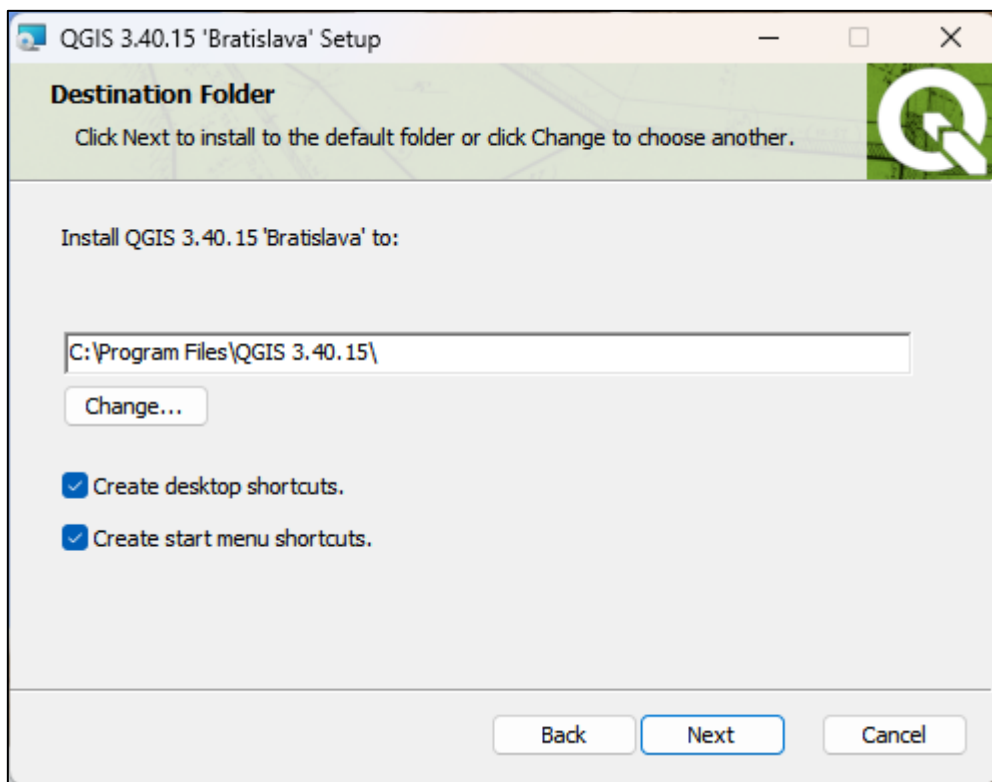 QGIS 3.40.15 'Bratislava' Setup
Destination Folder
Click Next to install to the default folder or click Change to choose another.
Install QGIS 3.40.15 'Bratislava' to:
C:\Program Files\QGIS 3.40.15\
Change...
Create desktop shortcuts.
Create start menu shortcuts.
Back Next Cancel